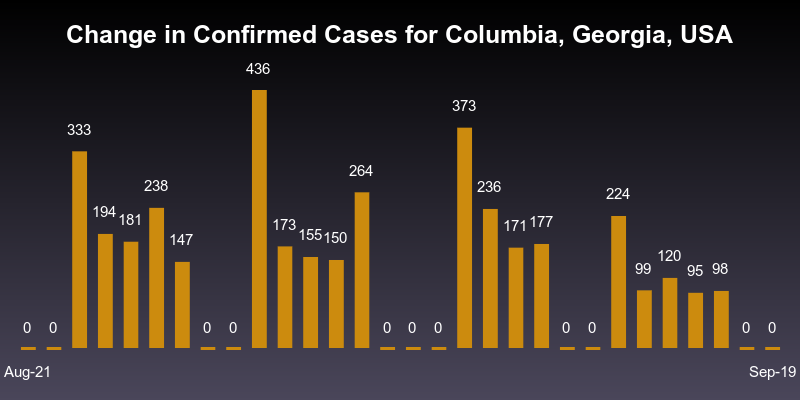 Change in Confirmed Cases for Columbia, Georgia, USA
0 0 333 194 181 238 147 0 0 436 173 155 150 264 0 0 0 373 236 171 177 0 0 224 99 120 95 98 0 0
Aug-21 Sep-19